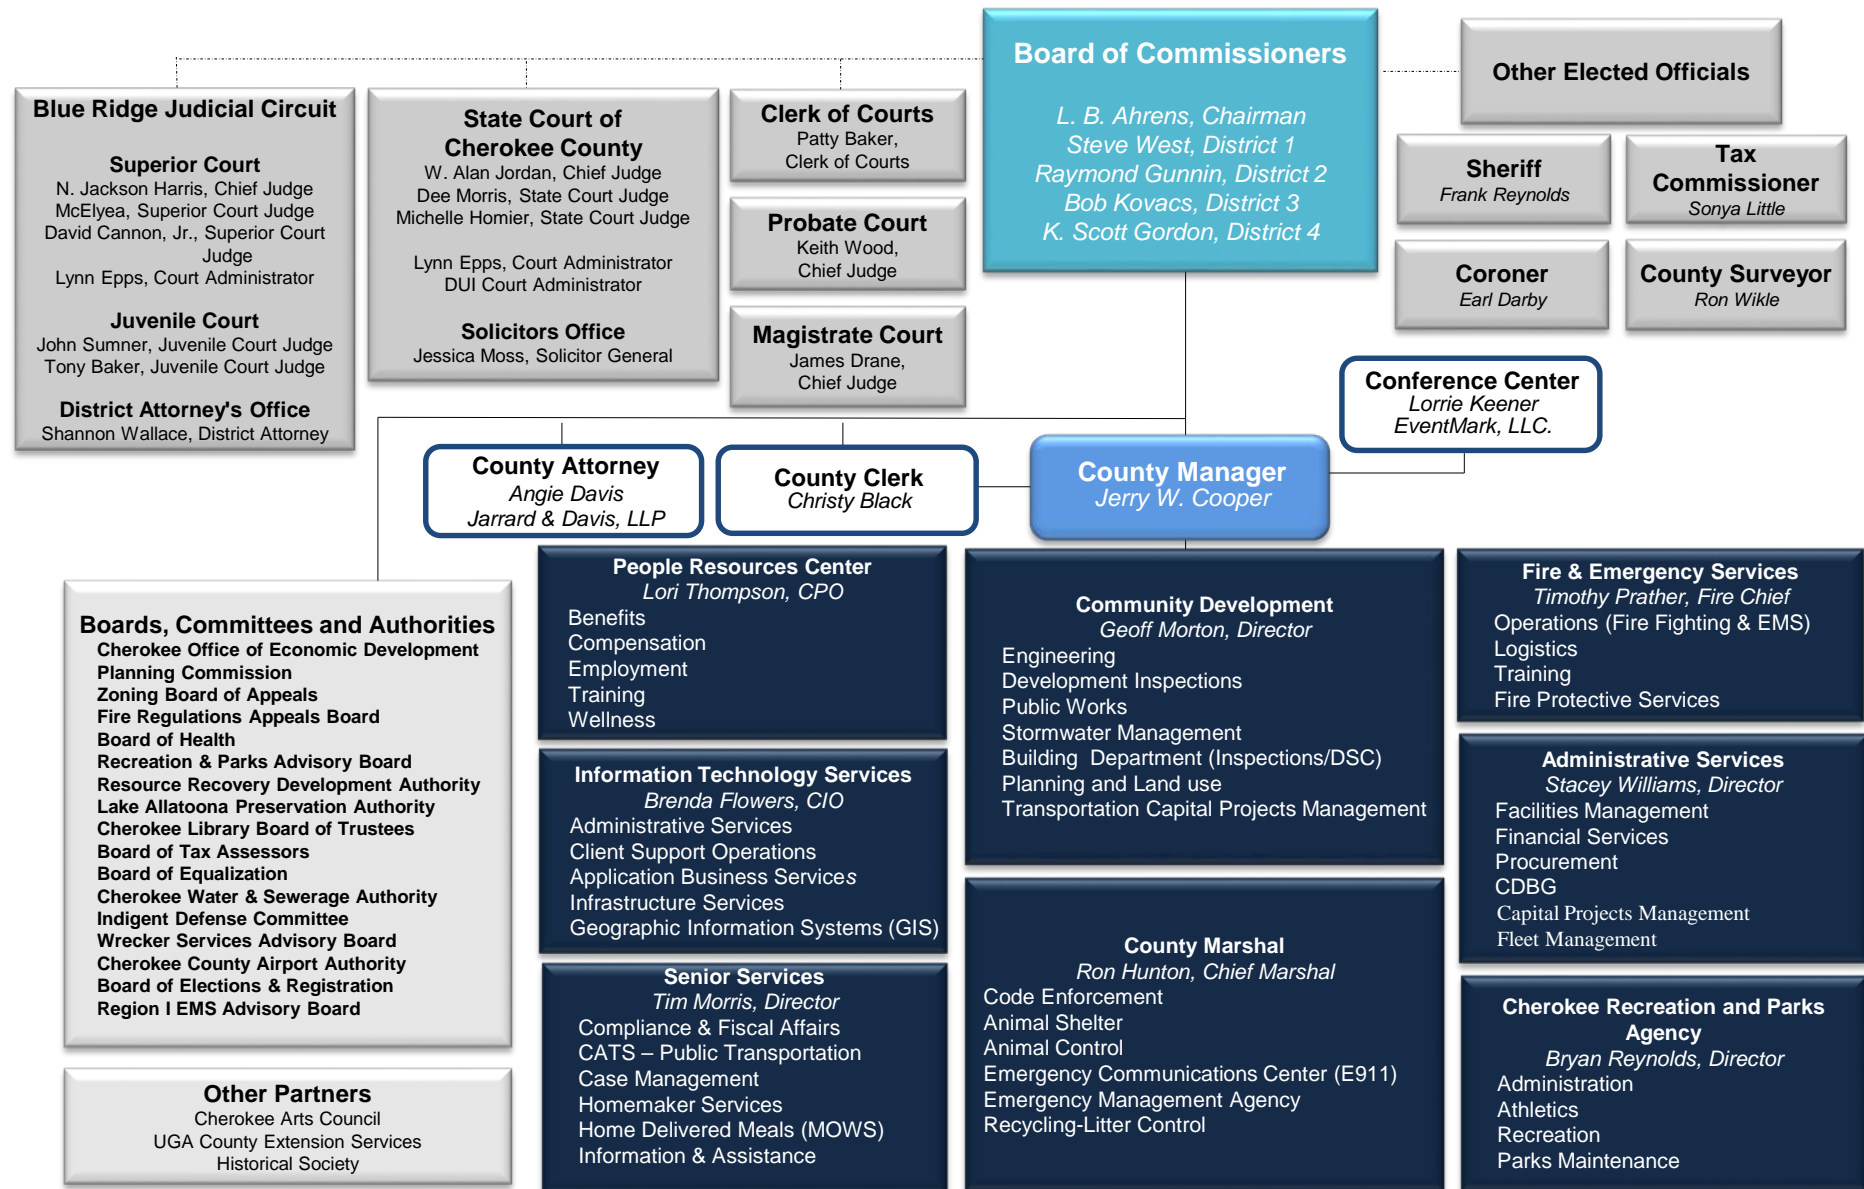 Board of Commissioners
L. B. Ahrens, Chairman
Steve West, District 1
Raymond Gunnin, District 2
Bob Kovacs, District 3
K. Scott Gordon, District 4
Other Elected Officials
Blue Ridge Judicial Circuit
Superior Court
N. Jackson Harris, Chief Judge
McElyea, Superior Court Judge
David Cannon, Jr., Superior Court
Judge
Lynn Epps, Court Administrator
Juvenile Court
John Sumner, Juvenile Court Judge
Tony Baker, Juvenile Court Judge
District Attorney's Office
Shannon Wallace, District Attorney
State Court of
Cherokee County
W. Alan Jordan, Chief Judge
Dee Morris, State Court Judge
Michelle Homier, State Court Judge
Lynn Epps, Court Administrator
DUI Court Administrator
Solicitors Office
Jessica Moss, Solicitor General
Clerk of Courts
Patty Baker,
Clerk of Courts
Probate Court
Keith Wood,
Chief Judge
Magistrate Court
James Drane,
Chief Judge
Sheriff
Frank Reynolds
Tax
Commissioner
Sonya Little
Coroner
Earl Darby
County Surveyor
Ron Wikle
Conference Center
Lorrie Keener
EventMark, LLC.
County Attorney
Angie Davis
Jarrard & Davis, LLP
County Clerk
Christy Black
County Manager
Jerry W. Cooper
Boards, Committees and Authorities
Cherokee Office of Economic Development
Planning Commission
Zoning Board of Appeals
Fire Regulations Appeals Board
Board of Health
Recreation & Parks Advisory Board
Resource Recovery Development Authority
Lake Allatoona Preservation Authority
Cherokee Library Board of Trustees
Board of Tax Assessors
Board of Equalization
Cherokee Water & Sewerage Authority
Indigent Defense Committee
Wrecker Services Advisory Board
Cherokee County Airport Authority
Board of Elections & Registration
Region I EMS Advisory Board
Other Partners
Cherokee Arts Council
UGA County Extension Services
Historical Society
People Resources Center
Lori Thompson, CPO
Benefits
Compensation
Employment
Training
Wellness
Information Technology Services
Brenda Flowers, CIO
Administrative Services
Client Support Operations
Application Business Services
Infrastructure Services
Geographic Information Systems (GIS)
Senior Services
Tim Morris, Director
Compliance & Fiscal Affairs
CATS – Public Transportation
Case Management
Homemaker Services
Home Delivered Meals (MOWS)
Information & Assistance
Community Development
Geoff Morton, Director
Engineering
Development Inspections
Public Works
Stormwater Management
Building Department (Inspections/DSC)
Planning and Land use
Transportation Capital Projects Management
County Marshal
Ron Hunton, Chief Marshal
Code Enforcement
Animal Shelter
Animal Control
Emergency Communications Center (E911)
Emergency Management Agency
Recycling-Litter Control
Fire & Emergency Services
Timothy Prather, Fire Chief
Operations (Fire Fighting & EMS)
Logistics
Training
Fire Protective Services
Administrative Services
Stacey Williams, Director
Facilities Management
Financial Services
Procurement
CDBG
Capital Projects Management
Fleet Management
Cherokee Recreation and Parks
Agency
Bryan Reynolds, Director
Administration
Athletics
Recreation
Parks Maintenance